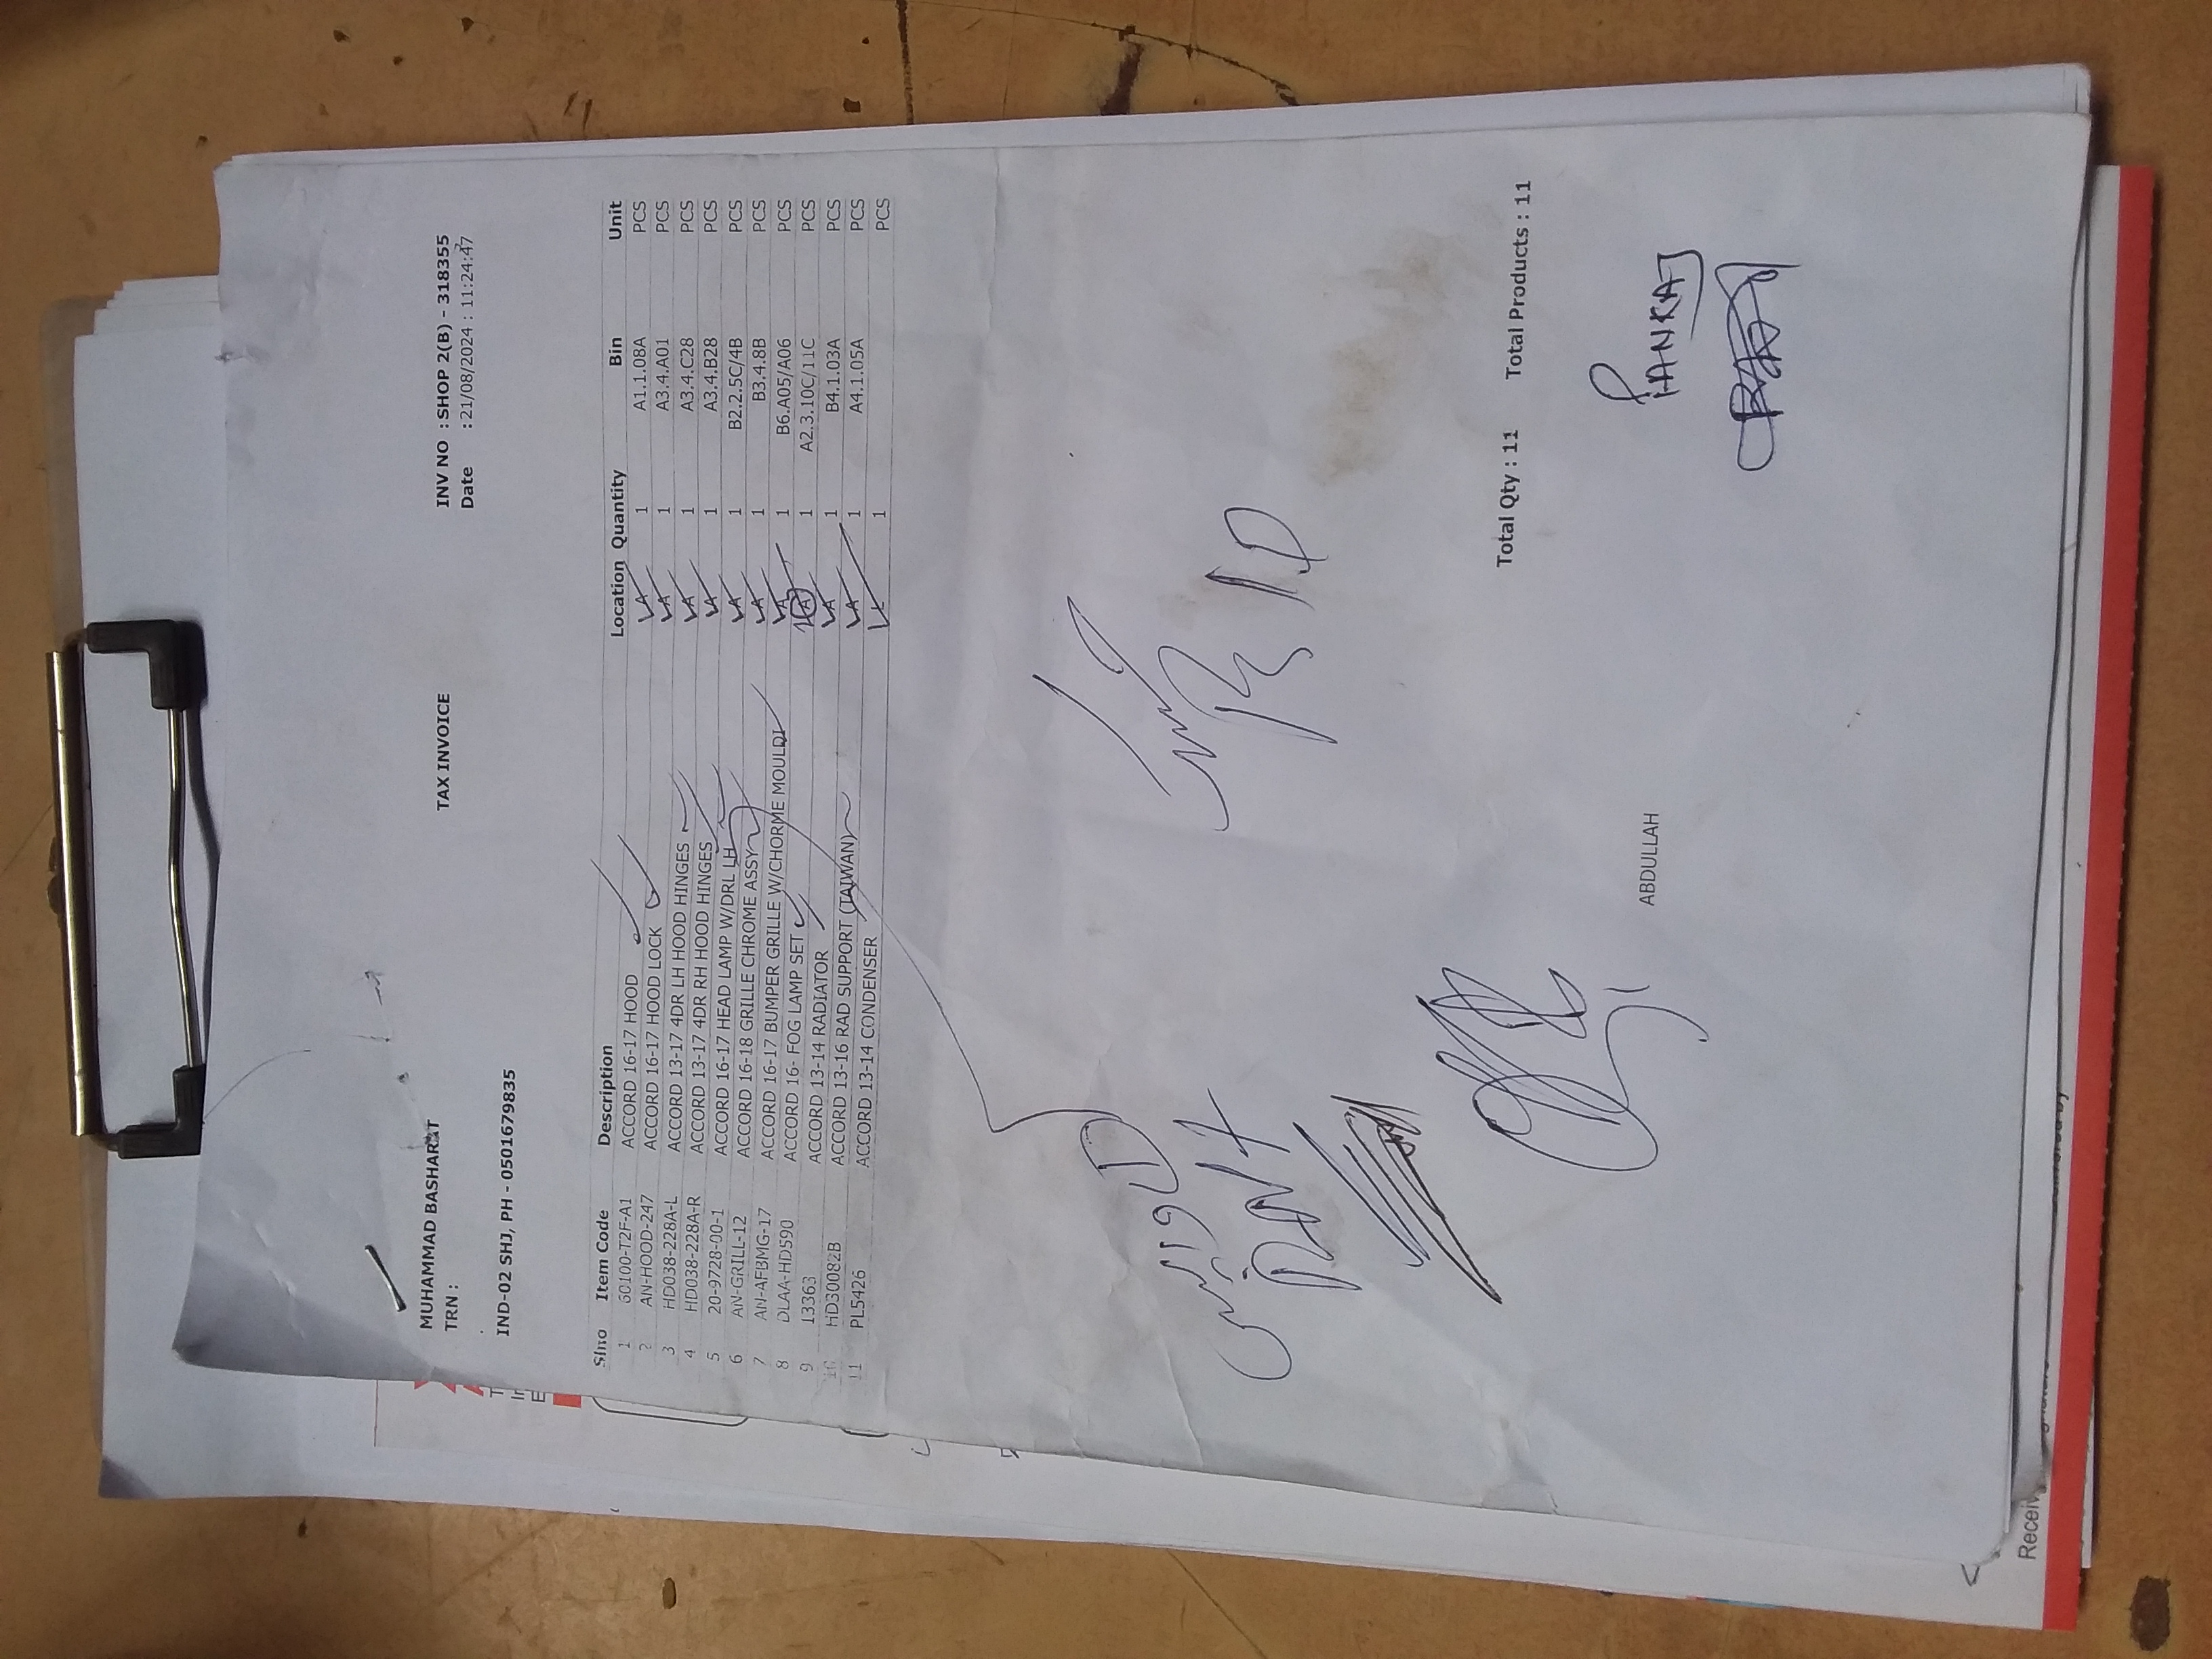 TAX INVOICE
MUHAMMAD BASHARAT
TRN :
IND-02 SHJ, PH - 0501679835
INV NO : SHOP 2(B) - 318355
Date : 21/08/2024 : 11:24:47
Slno Item Code Description Location Quantity Bin Unit
1 60100-T2F-A1 ACCORD 16-17 HOOD A 1 A1.1.08A PCS
2 AN-HOOD-247 ACCORD 16-17 HOOD LOCK A 1 A3.4.A01 PCS
3 HD038-228A-L ACCORD 13-17 4DR LH HOOD HINGES A 1 A3.4.C28 PCS
4 HD038-228A-R ACCORD 13-17 4DR RH HOOD HINGES A 1 A3.4.B28 PCS
5 20-9728-00-1 ACCORD 16-17 HEAD LAMP W/DRL LH A 1 B2.2.5C/4B PCS
6 AN-GRILL-12 ACCORD 16-18 GRILLE CHROME ASSY A 1 B3.4.8B PCS
7 AN-AFBMG-17 ACCORD 16-17 BUMPER GRILLE W/CHORME MOULDI A 1 B6.A05/A06 PCS
8 DLAA-HD590 ACCORD 16- FOG LAMP SET A 1 A2.3.10C/11C PCS
9 13363 ACCORD 13-14 RADIATOR A 1 B4.1.03A PCS
10 HD30082B ACCORD 13-16 RAD SUPPORT (TAIWAN) A 1 A4.1.05A PCS
11 PL5426 ACCORD 13-14 CONDENSER 1 PCS
Total Qty : 11 Total Products : 11
PANKAJ
ABDULLAH